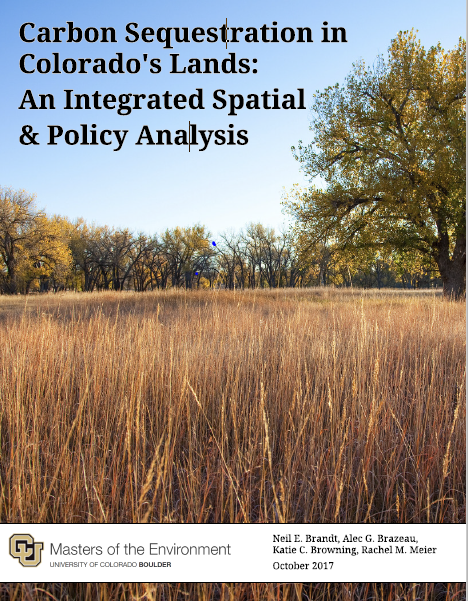 Carbon Sequestration in
Colorado's Lands:
An Integrated Spatial
& Policy Analysis
CU
Masters of the Environment
UNIVERSITY OF COLORADO BOULDER
Neil E. Brandt, Alec G. Brazeau,
Katie C. Browning, Rachel M. Meier
October 2017